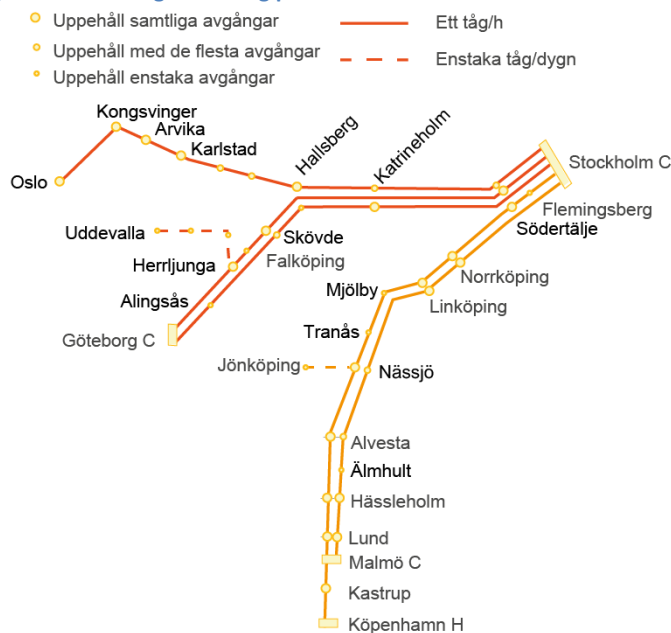 Uppehåll samtliga avgångar
Ett tåg/h
Uppehåll med de flesta avgångar
Enstaka tåg/dygn
Uppehåll enstaka avgångar
Kongsvinger
Arvika
Karlstad
Hallsberg
Katrineholm
Stockholm C
Oslo
Flemingsberg
Södertälje
Uddevalla
Skövde
Falköping
Herrljunga
Norrköping
Mjölby
Linköping
Alingsås
Göteborg C
Tranås
Jönköping
Nässjö
Alvesta
Älmhult
Hässleholm
Lund
Malmö C
Kastrup
Köpenhamn H